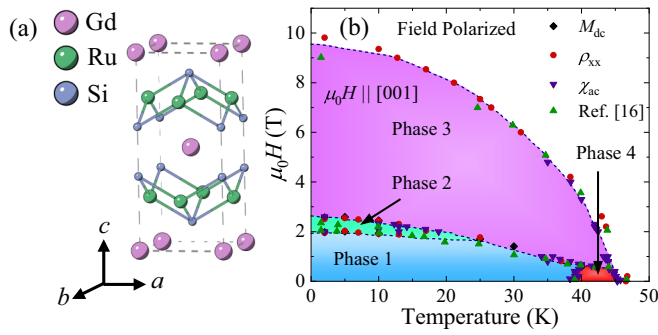 (a)
Gd
Ru
Si
c
b
a
(b)
Field Polarized
M_dc
ρ_xx
χ_ac
Ref. [16]
μ₀H || [001]
Phase 3
Phase 4
Phase 2
Phase 1
μ₀H (T)
10
8
6
4
2
0
0 10 20 30 40 50
Temperature (K)